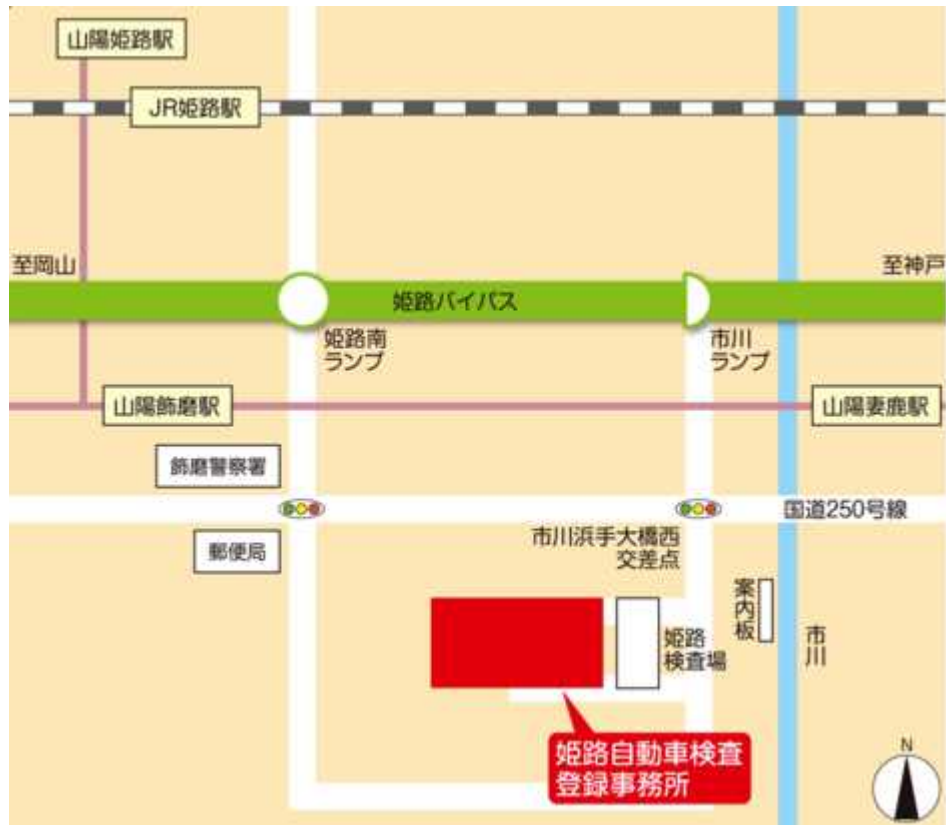 山陽姫路駅
JR姫路駅
至岡山
至神戸
姫路バイパス
姫路南
ランプ
市川
ランプ
山陽飾磨駅
山陽妻鹿駅
飾磨警察署
国道250号線
郵便局
市川浜手大橋西
交差点
案内板
姫路
検査場
市川
姫路自動車検査
登録事務所
N